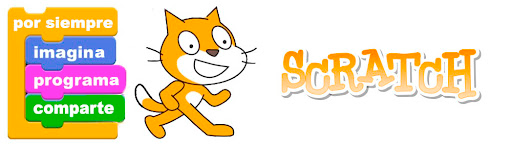 por siempre
imagina
programa
comparte
SCRATCH